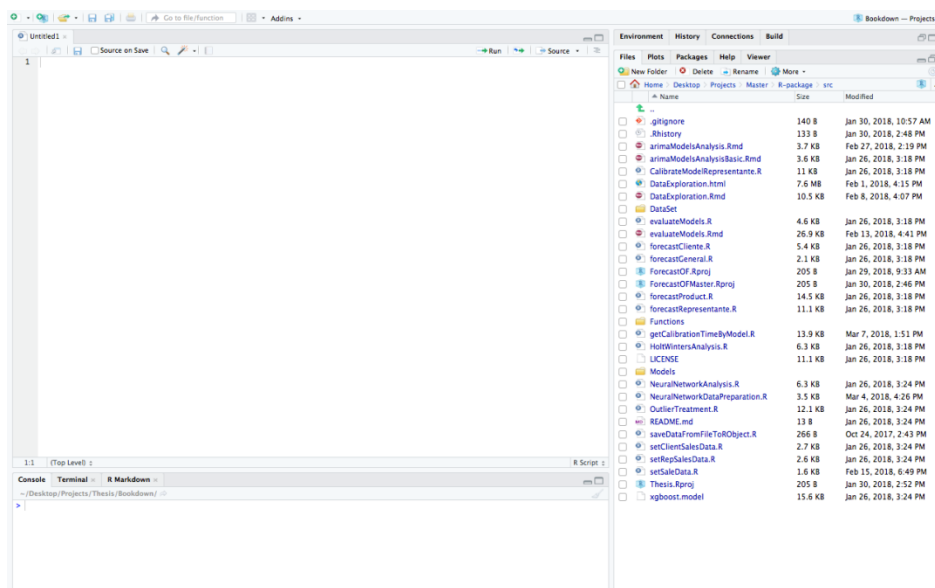 Go to file/function Addins Bookdown — Projects
Untitled1
Source on Save Run Source
1
1:1 (Top Level) R Script
Console Terminal R Markdown
~/Desktop/Projects/Thesis/Bookdown/
>
Environment History Connections Build
Files Plots Packages Help Viewer
New Folder Delete Rename More
Home Desktop Projects Master R-package src
Name Size Modified
..
.gitignore 140 B Jan 30, 2018, 10:57 AM
.Rhistory 133 B Jan 30, 2018, 2:48 PM
arimaModelsAnalysis.Rmd 3.7 KB Feb 27, 2018, 2:19 PM
arimaModelsAnalysisBasic.Rmd 3.6 KB Jan 26, 2018, 3:18 PM
CalibrateModelRepresentante.R 11 KB Jan 26, 2018, 3:18 PM
DataExploration.html 7.6 MB Feb 1, 2018, 4:15 PM
DataExploration.Rmd 10.5 KB Feb 8, 2018, 4:07 PM
DataSet
evaluateModels.R 4.6 KB Jan 26, 2018, 3:18 PM
evaluateModels.Rmd 26.9 KB Feb 13, 2018, 4:41 PM
forecastCliente.R 5.4 KB Jan 26, 2018, 3:18 PM
forecastGeneral.R 2.1 KB Jan 26, 2018, 3:18 PM
ForecastOF.Rproj 205 B Jan 29, 2018, 9:33 AM
ForecastOFMaster.Rproj 205 B Jan 30, 2018, 2:46 PM
forecastProduct.R 14.5 KB Jan 26, 2018, 3:18 PM
forecastRepresentante.R 11.1 KB Jan 26, 2018, 3:18 PM
Functions
getCalibrationTimeByModel.R 13.9 KB Mar 7, 2018, 1:51 PM
HoltWintersAnalysis.R 6.3 KB Jan 26, 2018, 3:18 PM
LICENSE 11.1 KB Jan 26, 2018, 3:18 PM
Models
NeuralNetworkAnalysis.R 6.3 KB Jan 26, 2018, 3:24 PM
NeuralNetworkDataPreparation.R 3.5 KB Mar 4, 2018, 4:26 PM
OutlierTreatment.R 12.1 KB Jan 26, 2018, 3:24 PM
README.md 13 B Jan 26, 2018, 3:24 PM
saveDataFromFileToRObject.R 266 B Oct 24, 2017, 2:43 PM
setClientSalesData.R 2.7 KB Jan 26, 2018, 3:24 PM
setRepSalesData.R 2.6 KB Jan 26, 2018, 3:24 PM
setSaleData.R 1.6 KB Feb 15, 2018, 6:49 PM
Thesis.Rproj 205 B Jan 30, 2018, 2:52 PM
xgboost.model 15.6 KB Jan 26, 2018, 3:24 PM